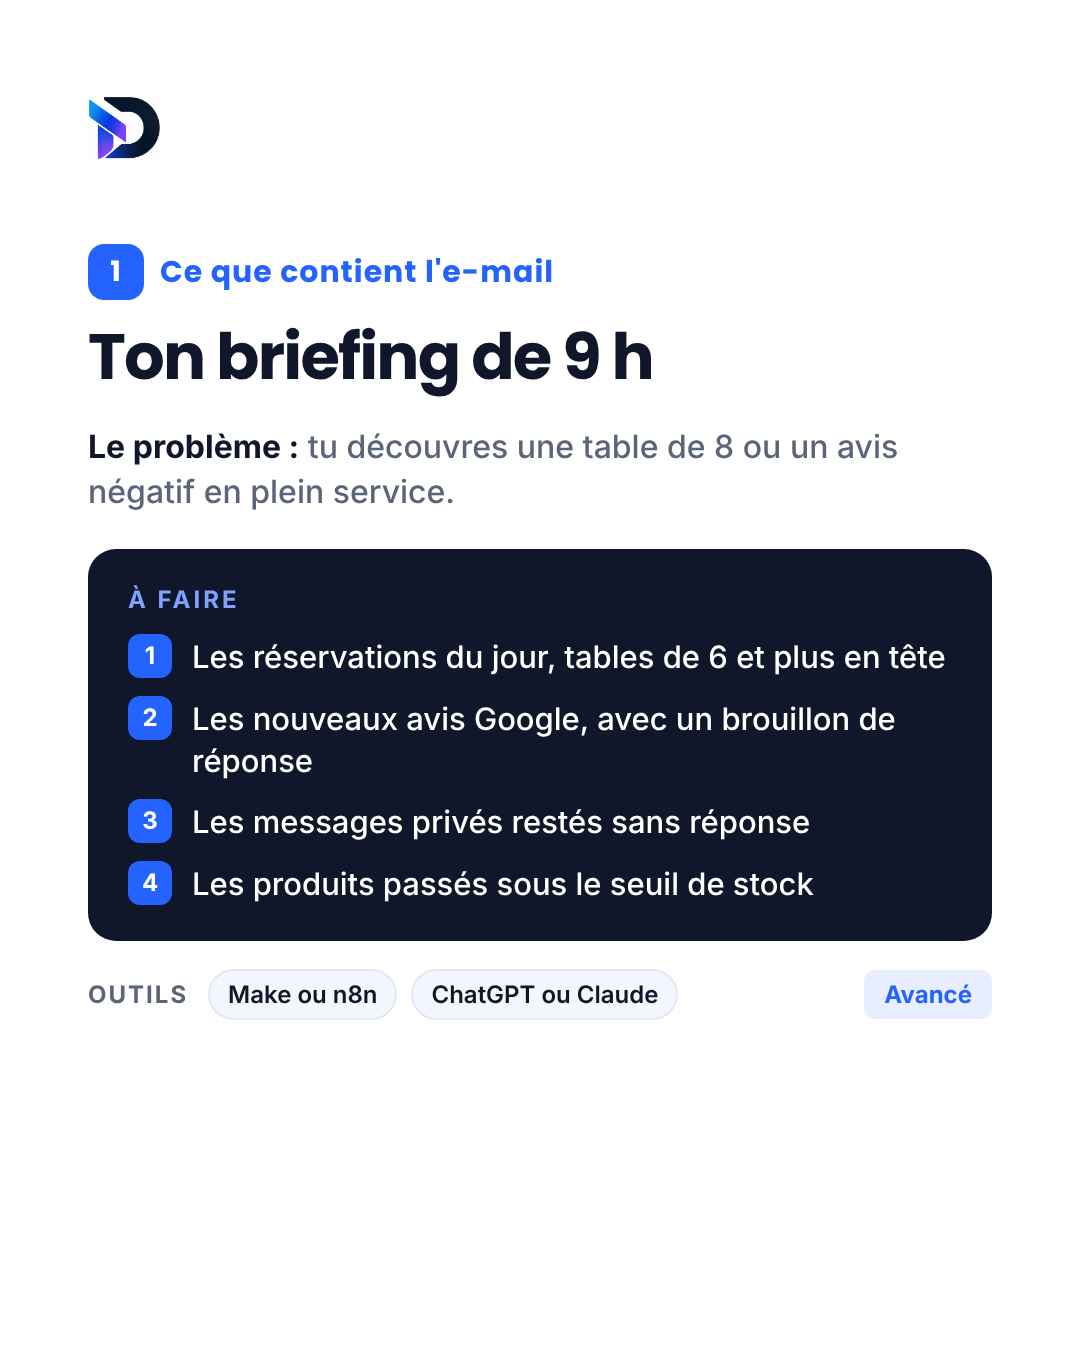 1 Ce que contient l'e-mail
Ton briefing de 9 h
Le problème : tu découvres une table de 8 ou un avis
négatif en plein service.
À FAIRE
1 Les réservations du jour, tables de 6 et plus en tête
2 Les nouveaux avis Google, avec un brouillon de
réponse
3 Les messages privés restés sans réponse
4 Les produits passés sous le seuil de stock
OUTILS Make ou n8n ChatGPT ou Claude Avancé